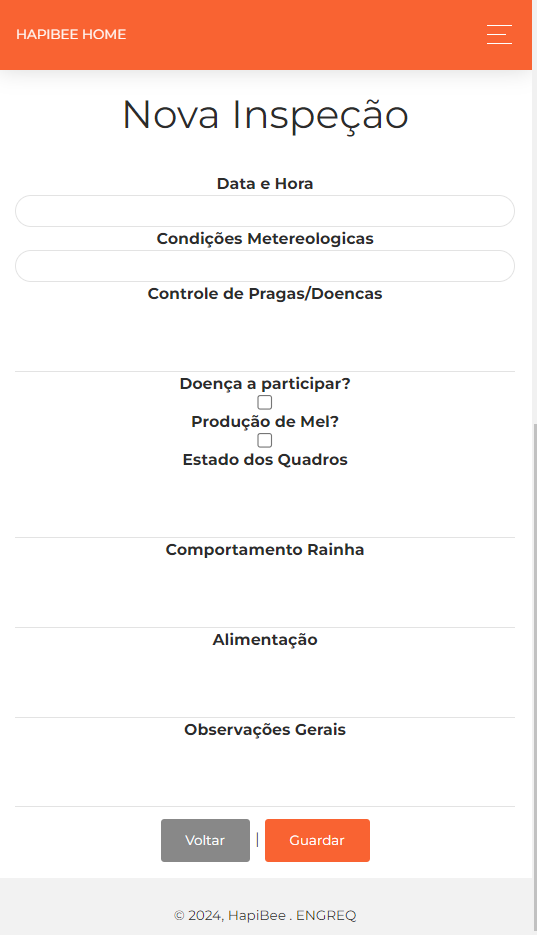 HAPIBEE HOME
Nova Inspeção
Data e Hora
Condições Metereologicas
Controle de Pragas/Doencas
Doença a participar?
Produção de Mel?
Estado dos Quadros
Comportamento Rainha
Alimentação
Observações Gerais
Voltar | Guardar
© 2024, HapiBee . ENGREQ